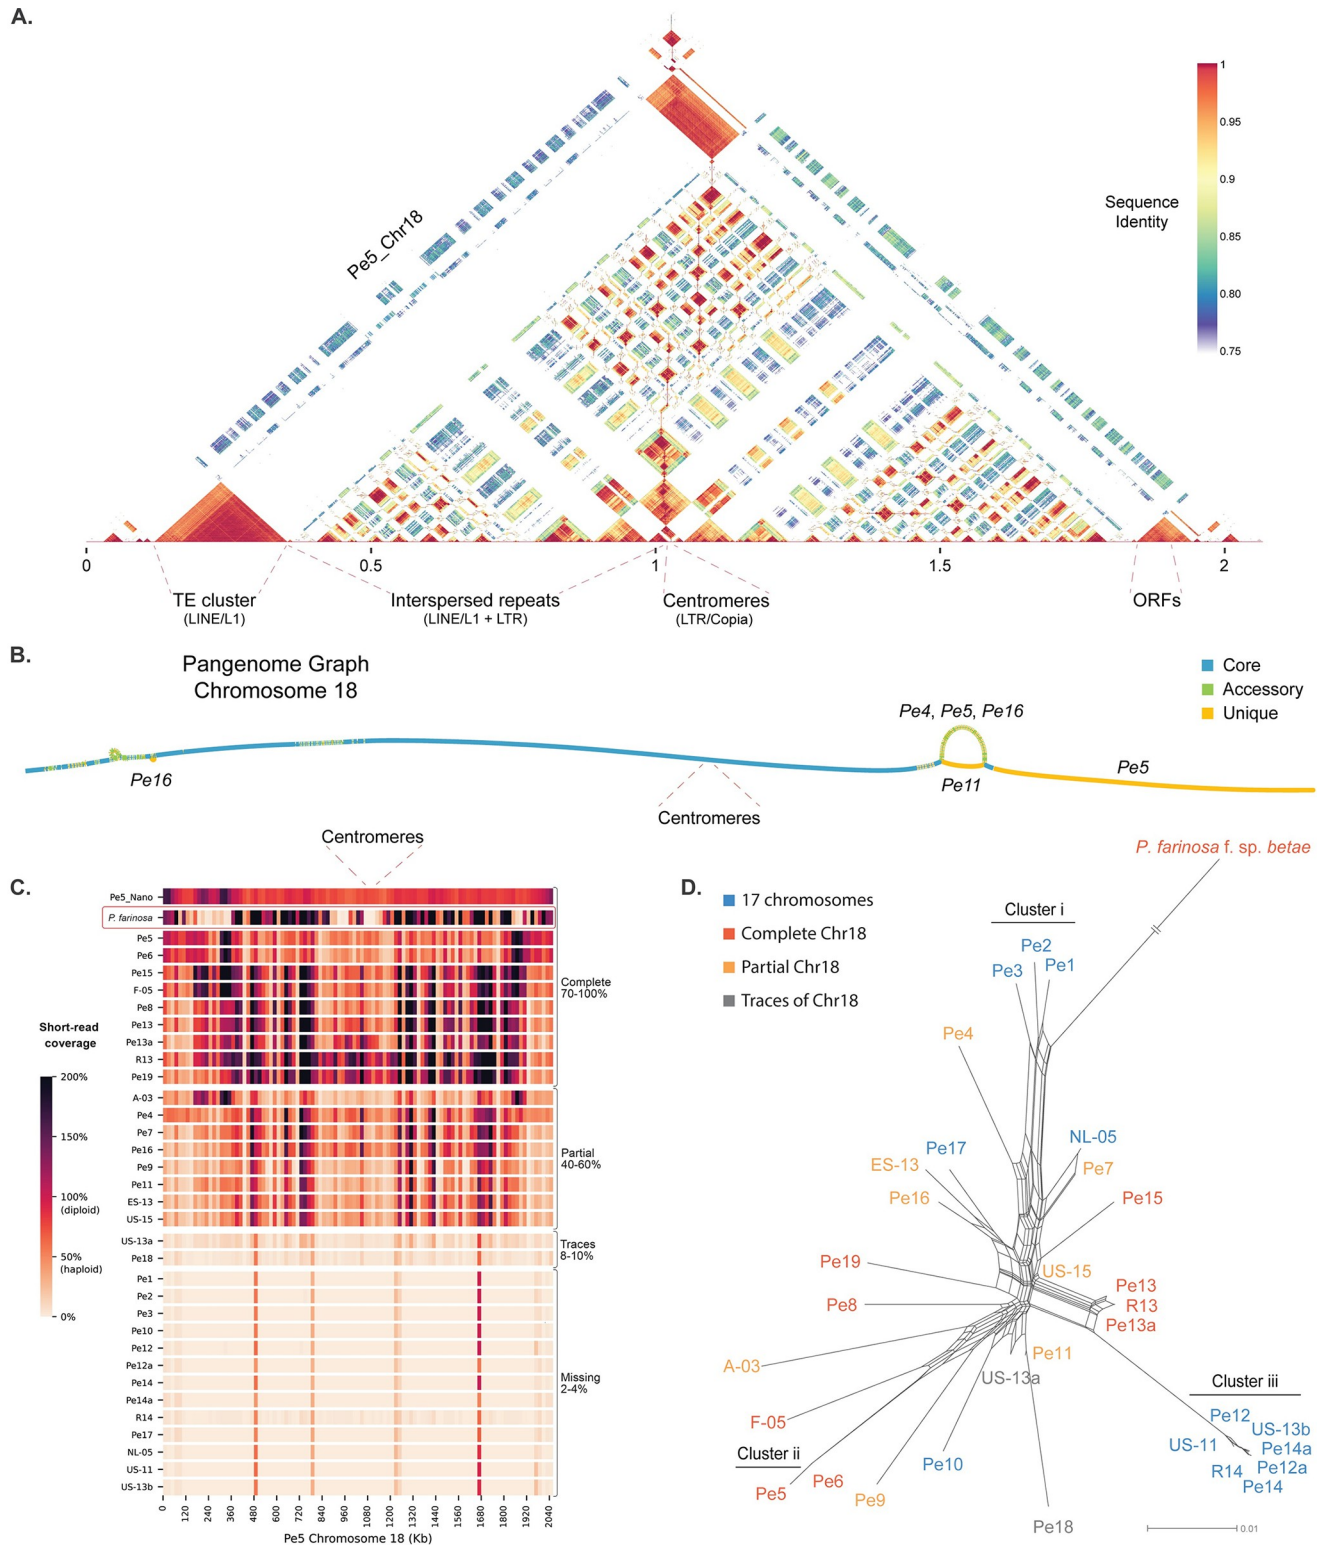 A.
Pe5_Chr18
1
0.95
0.9
Sequence
Identity
0.85
0.80
0.75
0
0.5
1
1.5
2
TE cluster
(LINE/L1)
Interspersed repeats
(LINE/L1 + LTR)
Centromeres
(LTR/Copia)
ORFs
B.
Pangenome Graph
Chromosome 18
Core
Accessory
Unique
Pe4, Pe5, Pe16
Pe16
Pe11
Pe5
Centromeres
C.
Centromeres
Pe5_Nano
P. farinosa
Pe5
Pe6
Pe15
F-05
Pe8
Pe13
Pe13a
R13
Pe19
Complete
70-100%
A-03
Pe4
Pe7
Pe16
Pe9
Pe11
ES-13
US-15
Partial
40-60%
US-13a
Pe18
Traces
8-10%
Pe1
Pe2
Pe3
Pe10
Pe12
Pe12a
Pe14
Pe14a
R14
Pe17
NL-05
US-11
US-13b
Missing
2-4%
Short-read
coverage
200%
150%
100%
(diploid)
50%
(haploid)
0%
0
120
240
360
480
600
720
840
960
1080
1200
1320
1440
1560
1680
1800
1920
2040
Pe5 Chromosome 18 (Kb)
D.
17 chromosomes
Complete Chr18
Partial Chr18
Traces of Chr18
P. farinosa f. sp. betae
Cluster i
Pe2
Pe3
Pe1
Pe4
NL-05
Pe17
Pe7
ES-13
Pe16
Pe15
Pe19
US-15
Pe13
Pe8
R13
Pe13a
Pe11
A-03
US-13a
F-05
Cluster iii
Pe12
US-13b
US-11
Pe14a
R14
Pe12a
Pe14
Cluster ii
Pe10
Pe6
Pe5
Pe9
Pe18
0.01